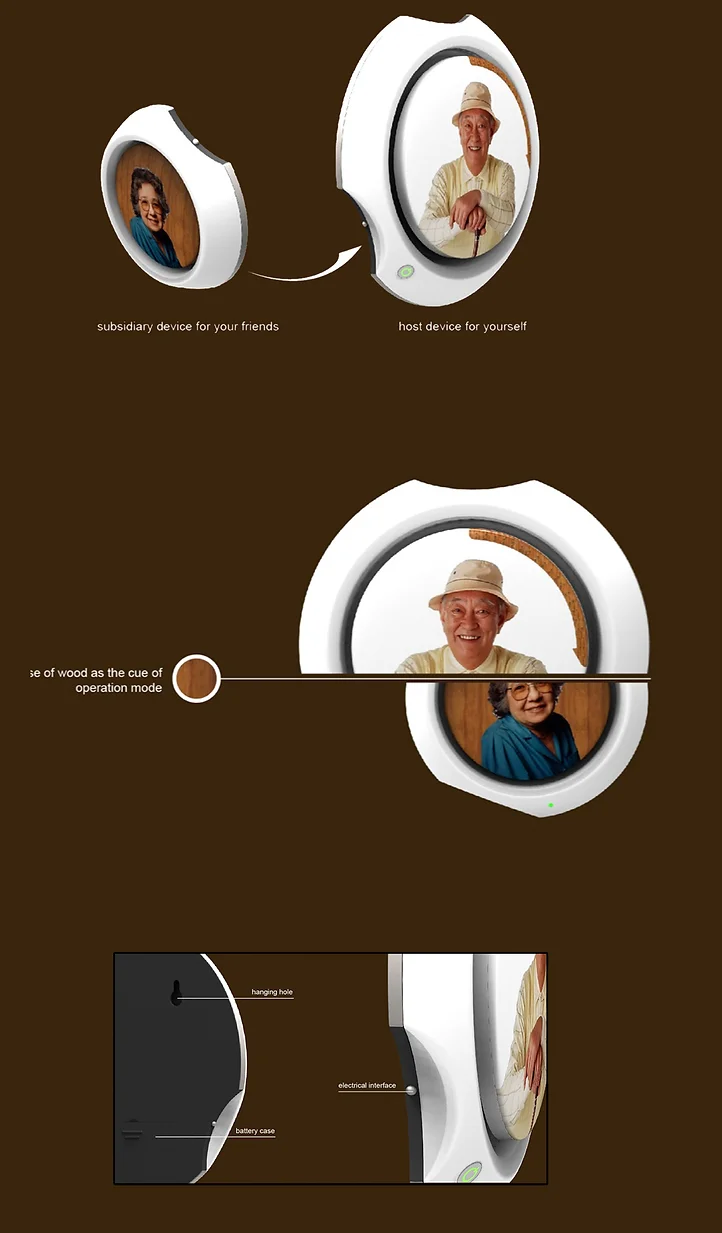 subsidiary device for your friends
host device for yourself
se of wood as the cue of
operation mode
hanging hole
electrical interface
battery case